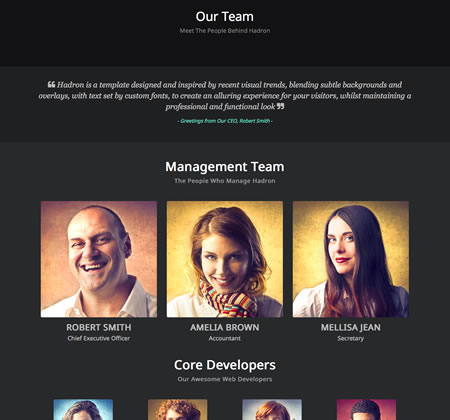 Our Team
Meet The People Behind Hadron
Hadron is a template designed and inspired by recent visual trends, blending subtle backgrounds and
overlays, with text set by custom fonts, to create an alluring experience for your visitors, whilst maintaining a
professional and functional look
- Greetings from Our CEO, Robert Smith -
Management Team
The People Who Manage Hadron
ROBERT SMITH AMELIA BROWN MELLISA JEAN
Chief Executive Officer Accountant Secretary
Core Developers
Our Awesome Web Developers